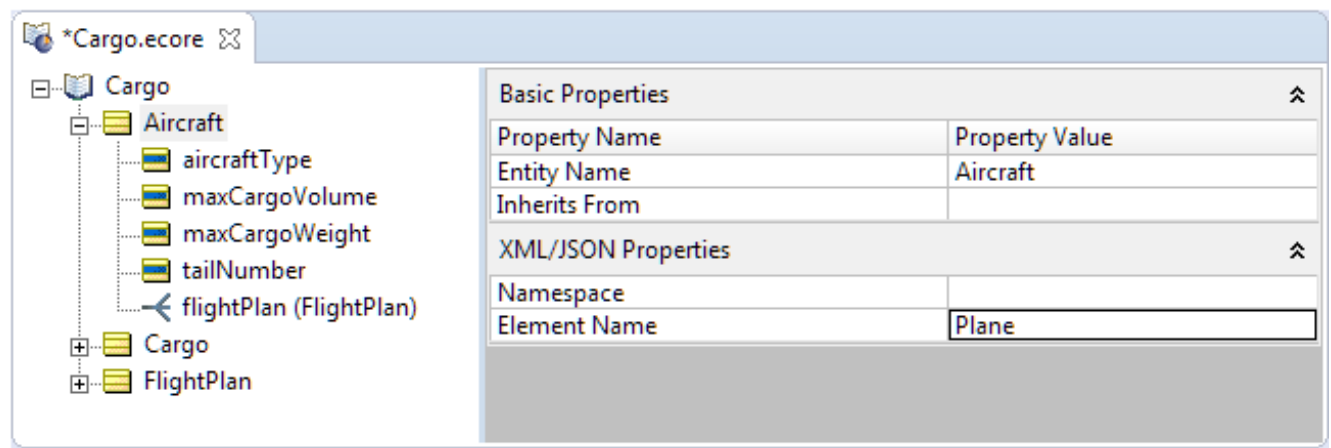 *Cargo.ecore
Cargo
Aircraft
aircraftType
maxCargoVolume
maxCargoWeight
tailNumber
flightPlan (FlightPlan)
Cargo
FlightPlan
Basic Properties
Property Name Property Value
Entity Name Aircraft
Inherits From
XML/JSON Properties
Namespace
Element Name Plane